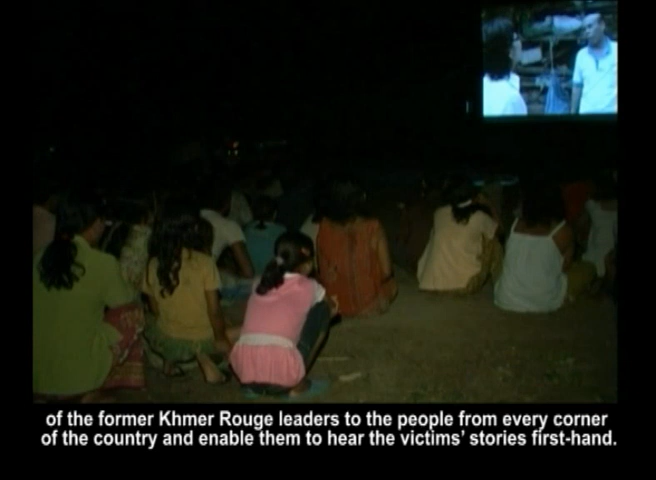 of the former Khmer Rouge leaders to the people from every corner
of the country and enable them to hear the victims' stories first-hand.